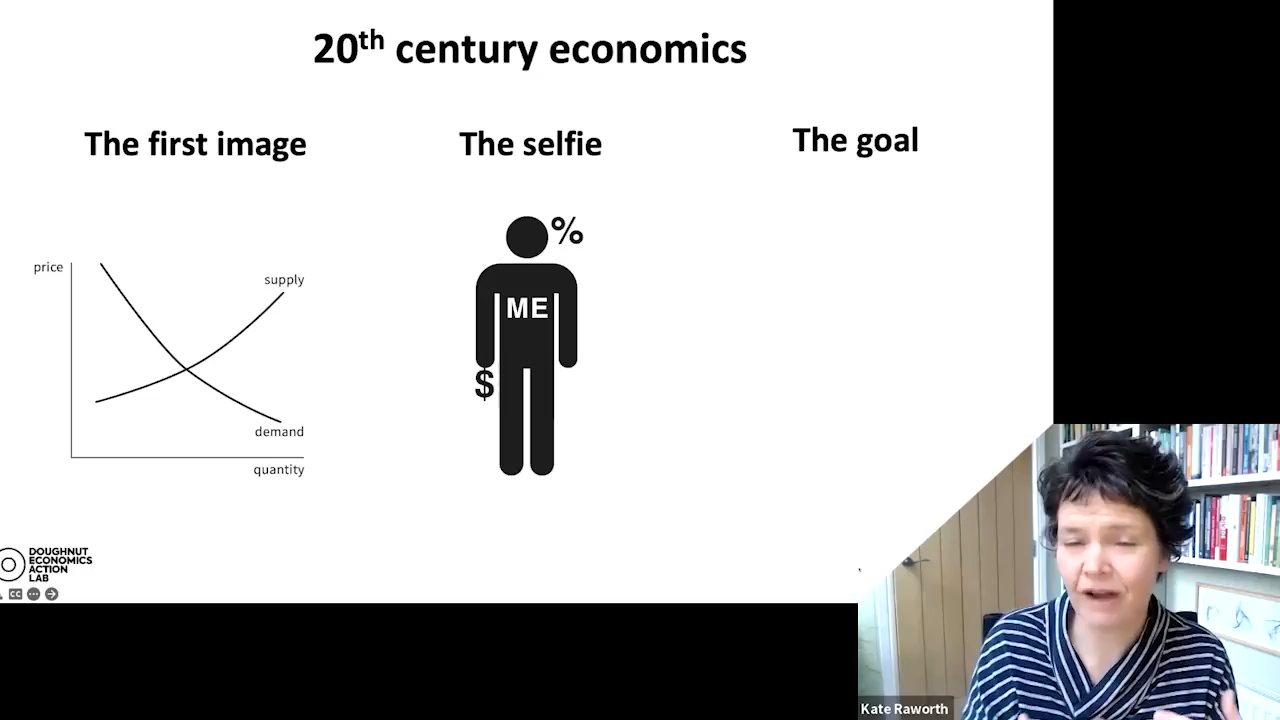 20th century economics
The first image
The selfie
The goal
price
supply
demand
quantity
%
ME
$
DOUGHNUT
ECONOMICS
ACTION
LAB
CC
Kate Raworth